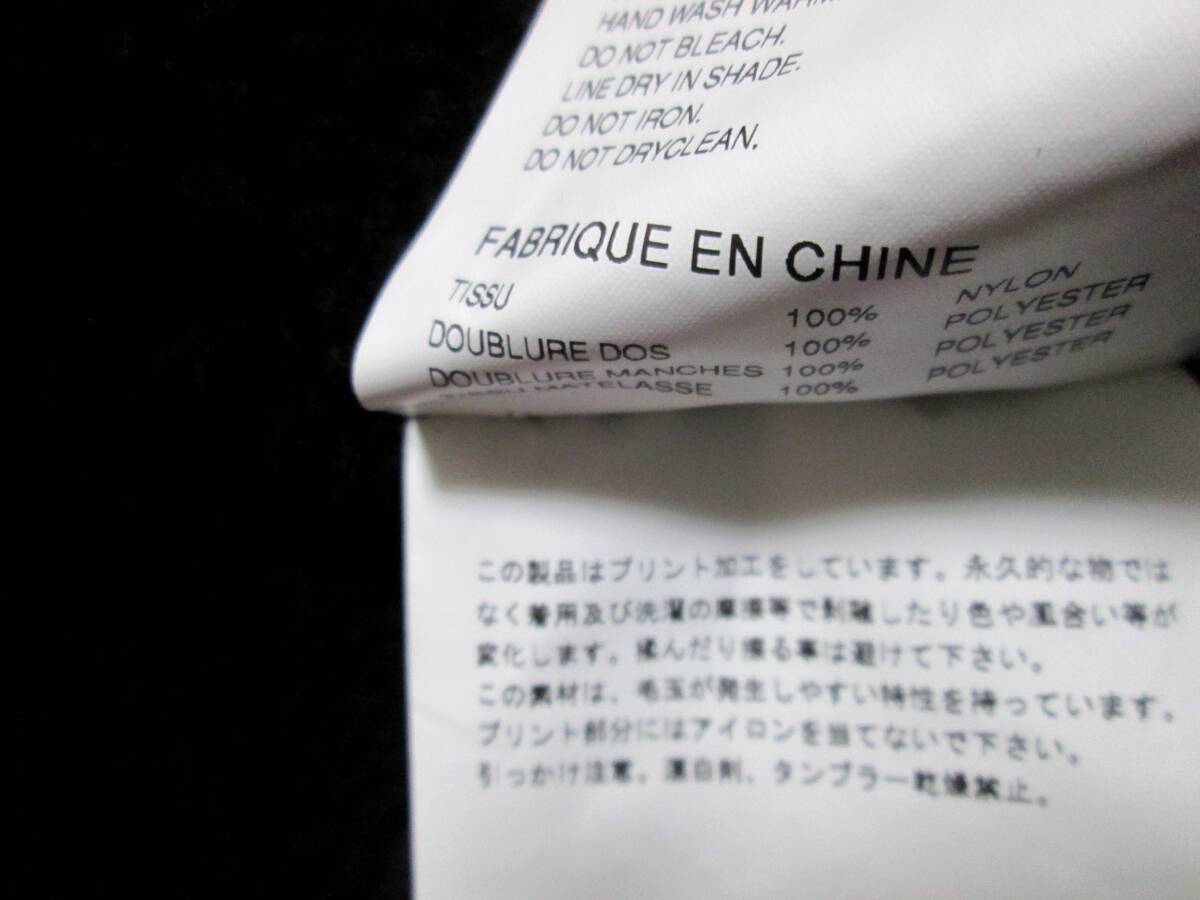 HAND WASH WARM
DO NOT BLEACH.
LINE DRY IN SHADE.
DO NOT IRON.
DO NOT DRYCLEAN.
FABRIQUE EN CHINE
TISSU 100% NYLON
DOUBLURE DOS 100% POLYESTER
DOUBLURE MANCHES 100% POLYESTER
TISSU MATELASSE 100% POLYESTER
この製品はプリント加工をしています。永久的な物では
なく着用及び洗濯の摩擦等で剥離したり色や風合い等が
変化します。揉んだり擦る事は避けて下さい。
この素材は、毛玉が発生しやすい特性を持っています。
プリント部分にはアイロンを当てないで下さい。
引っかけ注意。漂白剤、タンブラー乾燥禁止。